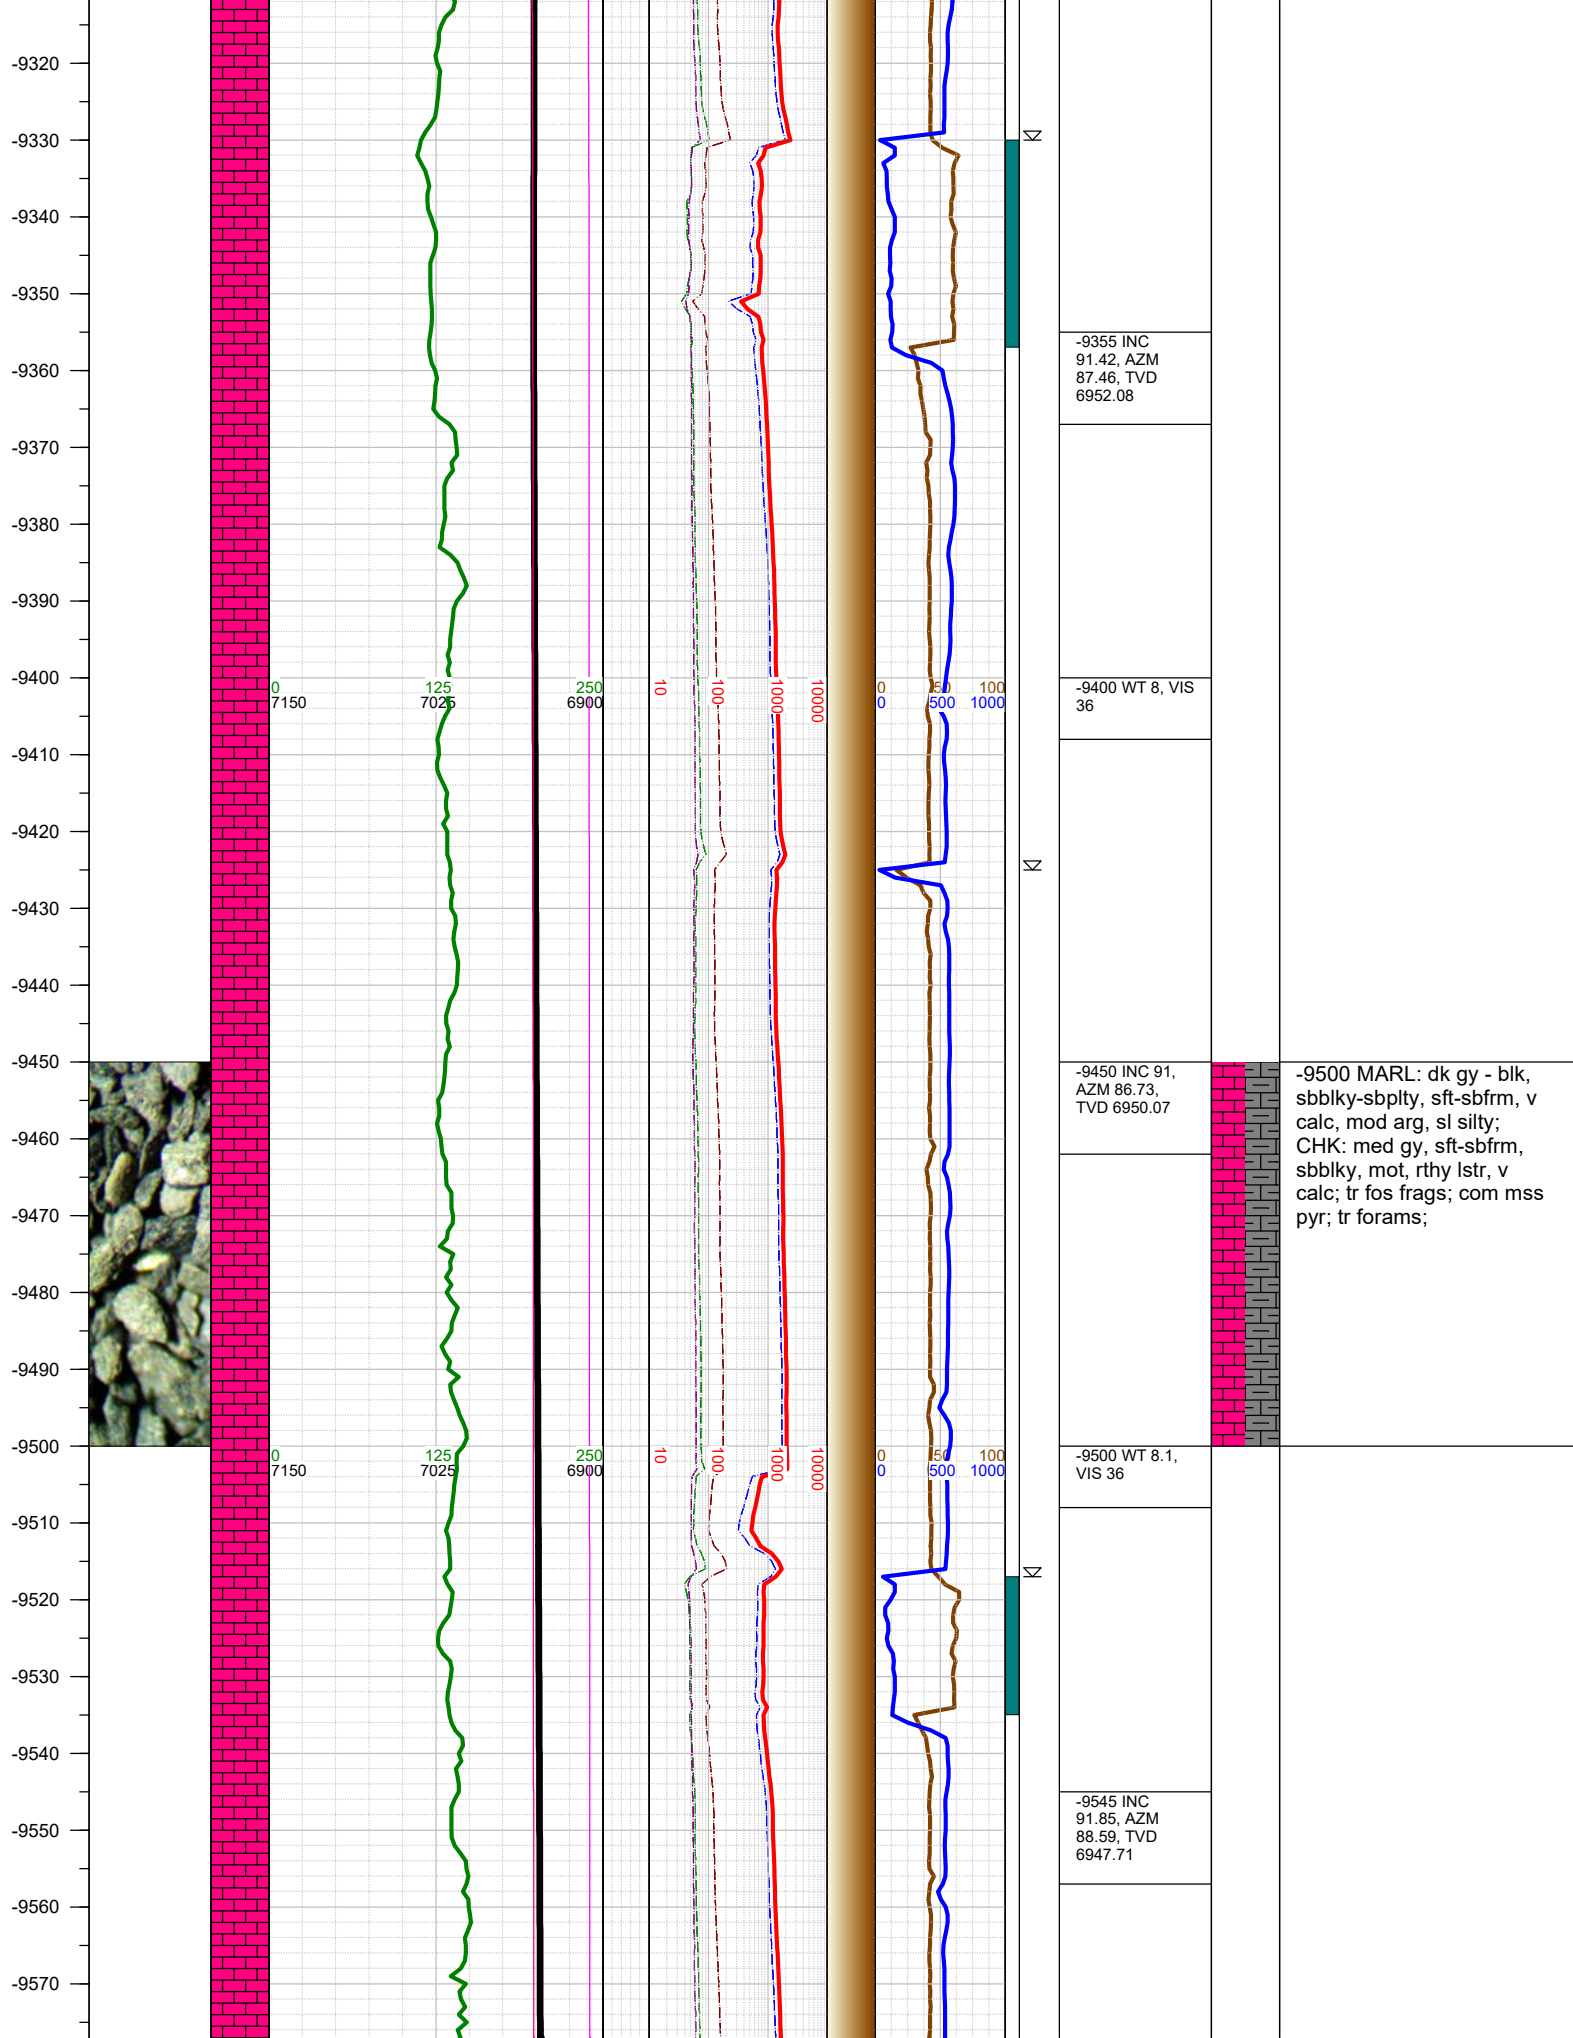 -9320
-9330
-9340
-9350
-9355 INC
91.42, AZM
87.46, TVD
6952.08
-9360
-9370
-9380
-9390
-9400
0 125 250
7150 7025 6900
10 100 1000 10000
0 50 100
0 500 1000
-9400 WT 8, VIS
36
-9410
-9420
-9430
-9440
-9450
-9450 INC 91,
AZM 86.73,
TVD 6950.07
-9500 MARL: dk gy - blk,
sbblky-sbplty, sft-sbfrm, v
calc, mod arg, sl silty;
CHK: med gy, sft-sbfrm,
sbblky, mot, rthy lstr, v
calc; tr fos frags; com mss
pyr; tr forams;
-9460
-9470
-9480
-9490
-9500
0 125 250
7150 7025 6900
10 100 1000 10000
0 50 100
0 500 1000
-9500 WT 8.1,
VIS 36
-9510
-9520
-9530
-9540
-9545 INC
91.85, AZM
88.59, TVD
6947.71
-9550
-9560
-9570